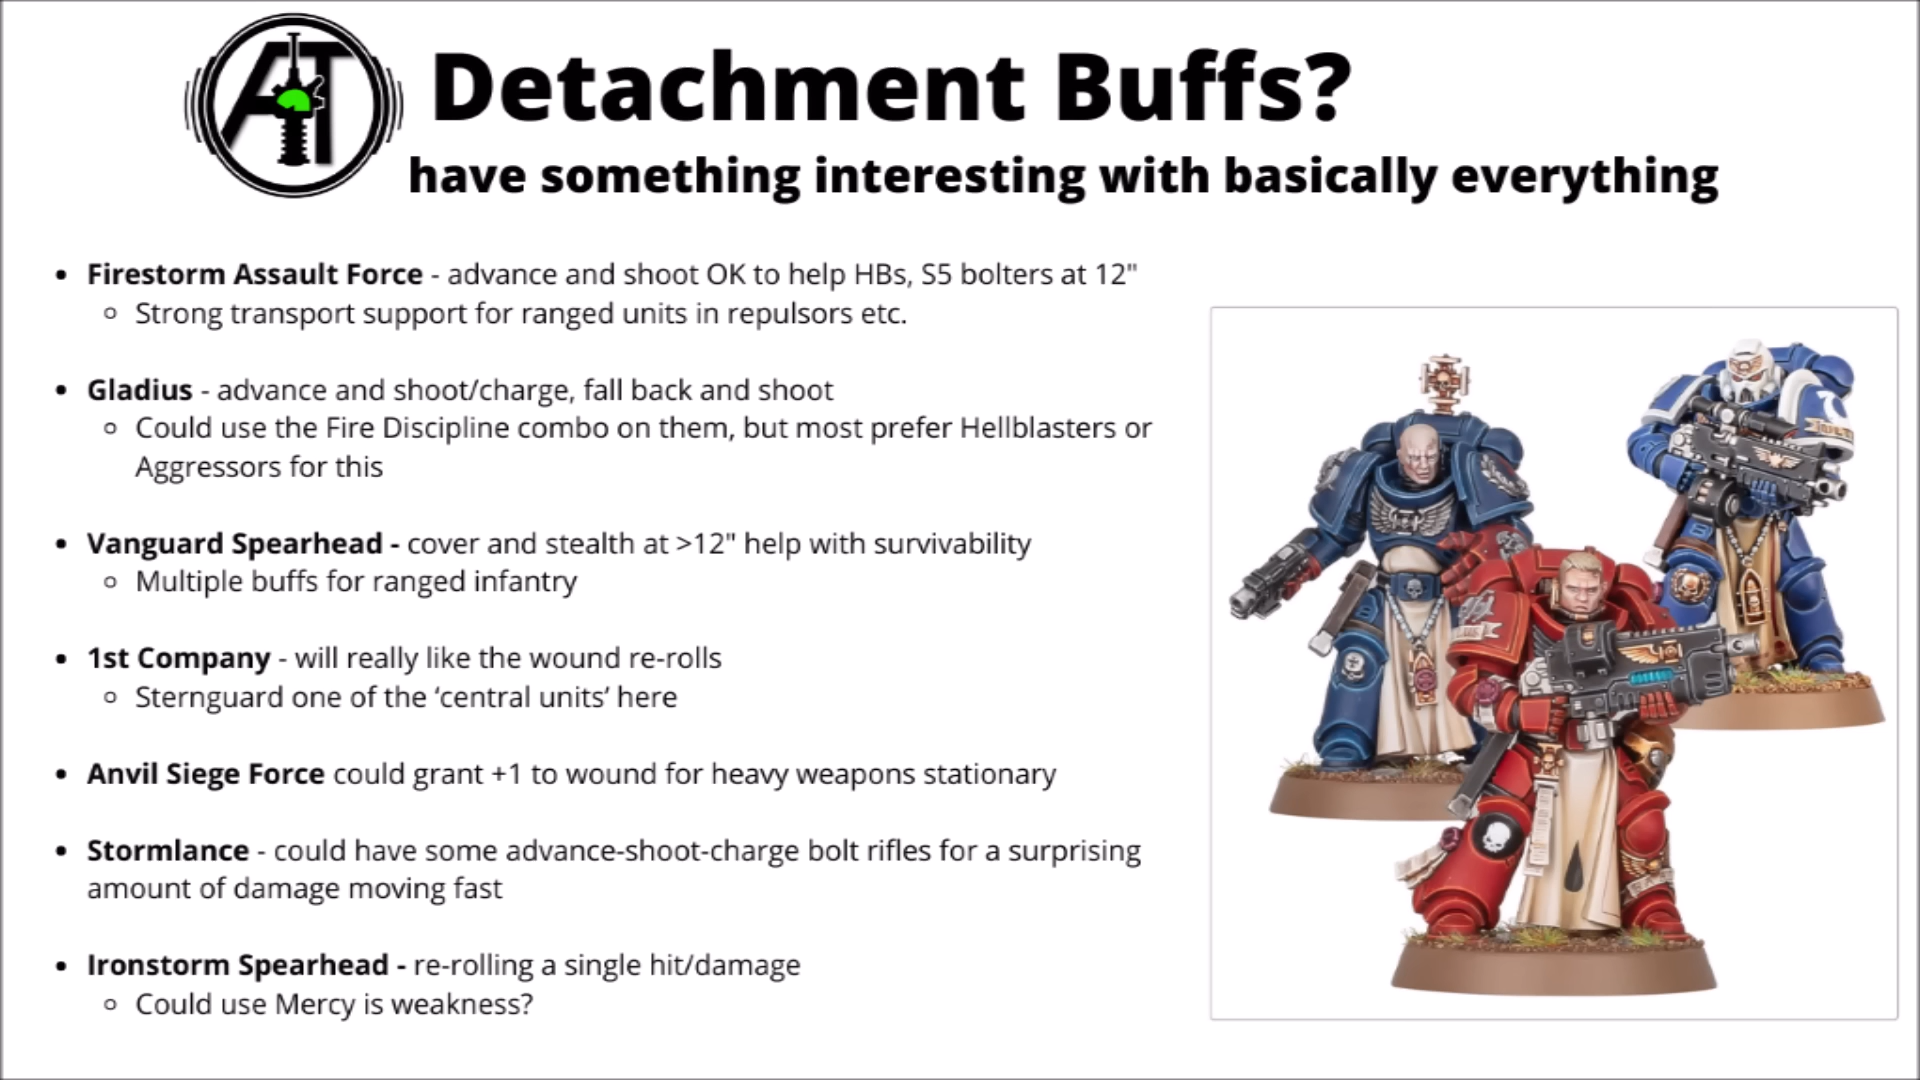 AT
Detachment Buffs?
have something interesting with basically everything
• Firestorm Assault Force - advance and shoot OK to help HBs, S5 bolters at 12"
○ Strong transport support for ranged units in repulsors etc.
• Gladius - advance and shoot/charge, fall back and shoot
○ Could use the Fire Discipline combo on them, but most prefer Hellblasters or
Aggressors for this
• Vanguard Spearhead - cover and stealth at >12" help with survivability
○ Multiple buffs for ranged infantry
• 1st Company - will really like the wound re-rolls
○ Sternguard one of the ‘central units’ here
• Anvil Siege Force could grant +1 to wound for heavy weapons stationary
• Stormlance - could have some advance-shoot-charge bolt rifles for a surprising
amount of damage moving fast
• Ironstorm Spearhead - re-rolling a single hit/damage
○ Could use Mercy is weakness?